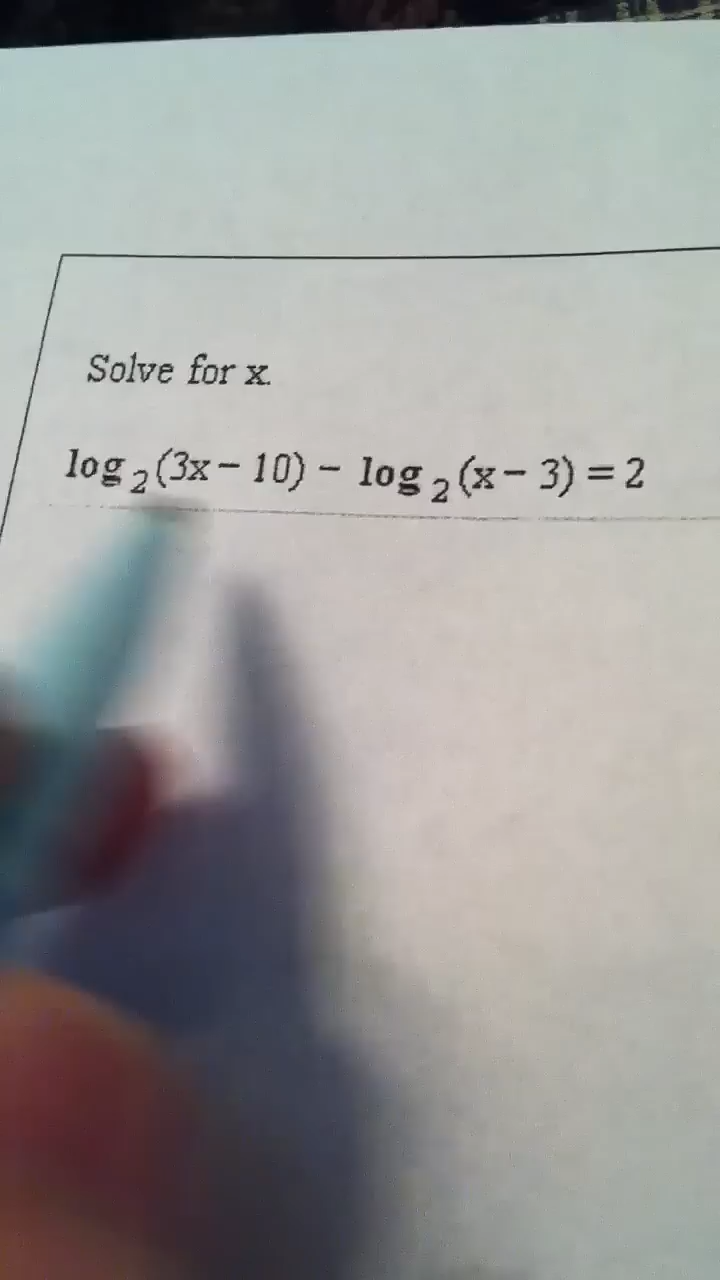 Solve for x.
log₂(3x − 10) − log₂(x − 3) = 2